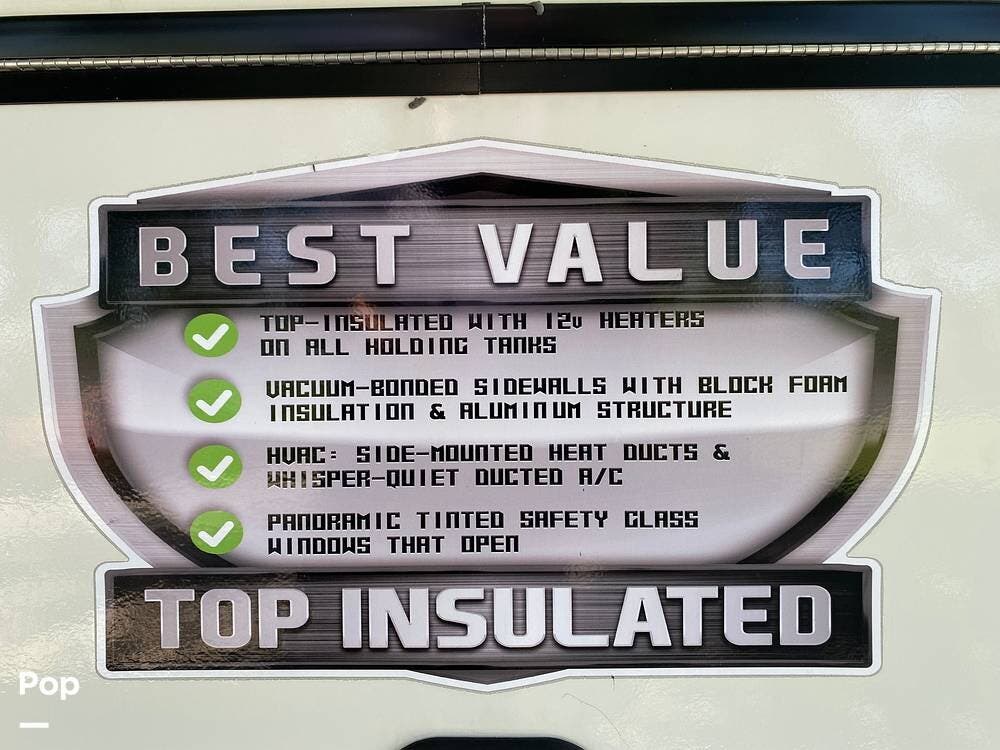 BEST VALUE
TOP-INSULATED WITH 12v HEATERS
ON ALL HOLDING TANKS
VACUUM-BONDED SIDEWALLS WITH BLOCK FOAM
INSULATION & ALUMINUM STRUCTURE
HVAC: SIDE-MOUNTED HEAT DUCTS &
WHISPER-QUIET DUCTED A/C
PANORAMIC TINTED SAFETY GLASS
WINDOWS THAT OPEN
TOP INSULATED
Pop